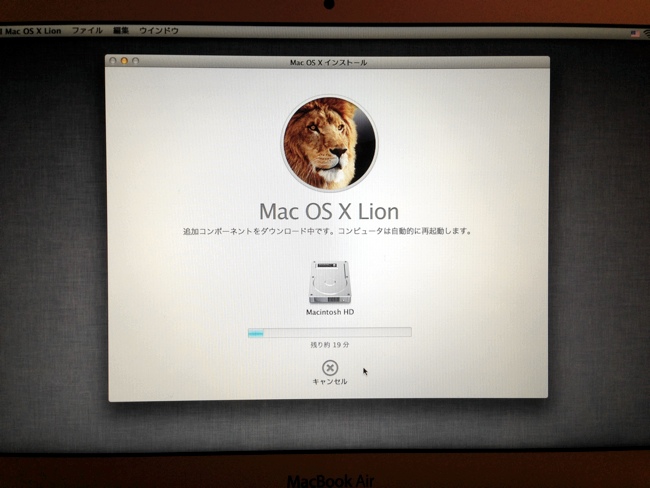 Mac OS X Lion ファイル 編集 ウインドウ
Mac OS X インストール
Mac OS X Lion
追加コンポーネントをダウンロード中です。コンピュータは自動的に再起動します。
Macintosh HD
残り約 19 分
キャンセル
MacBook Air